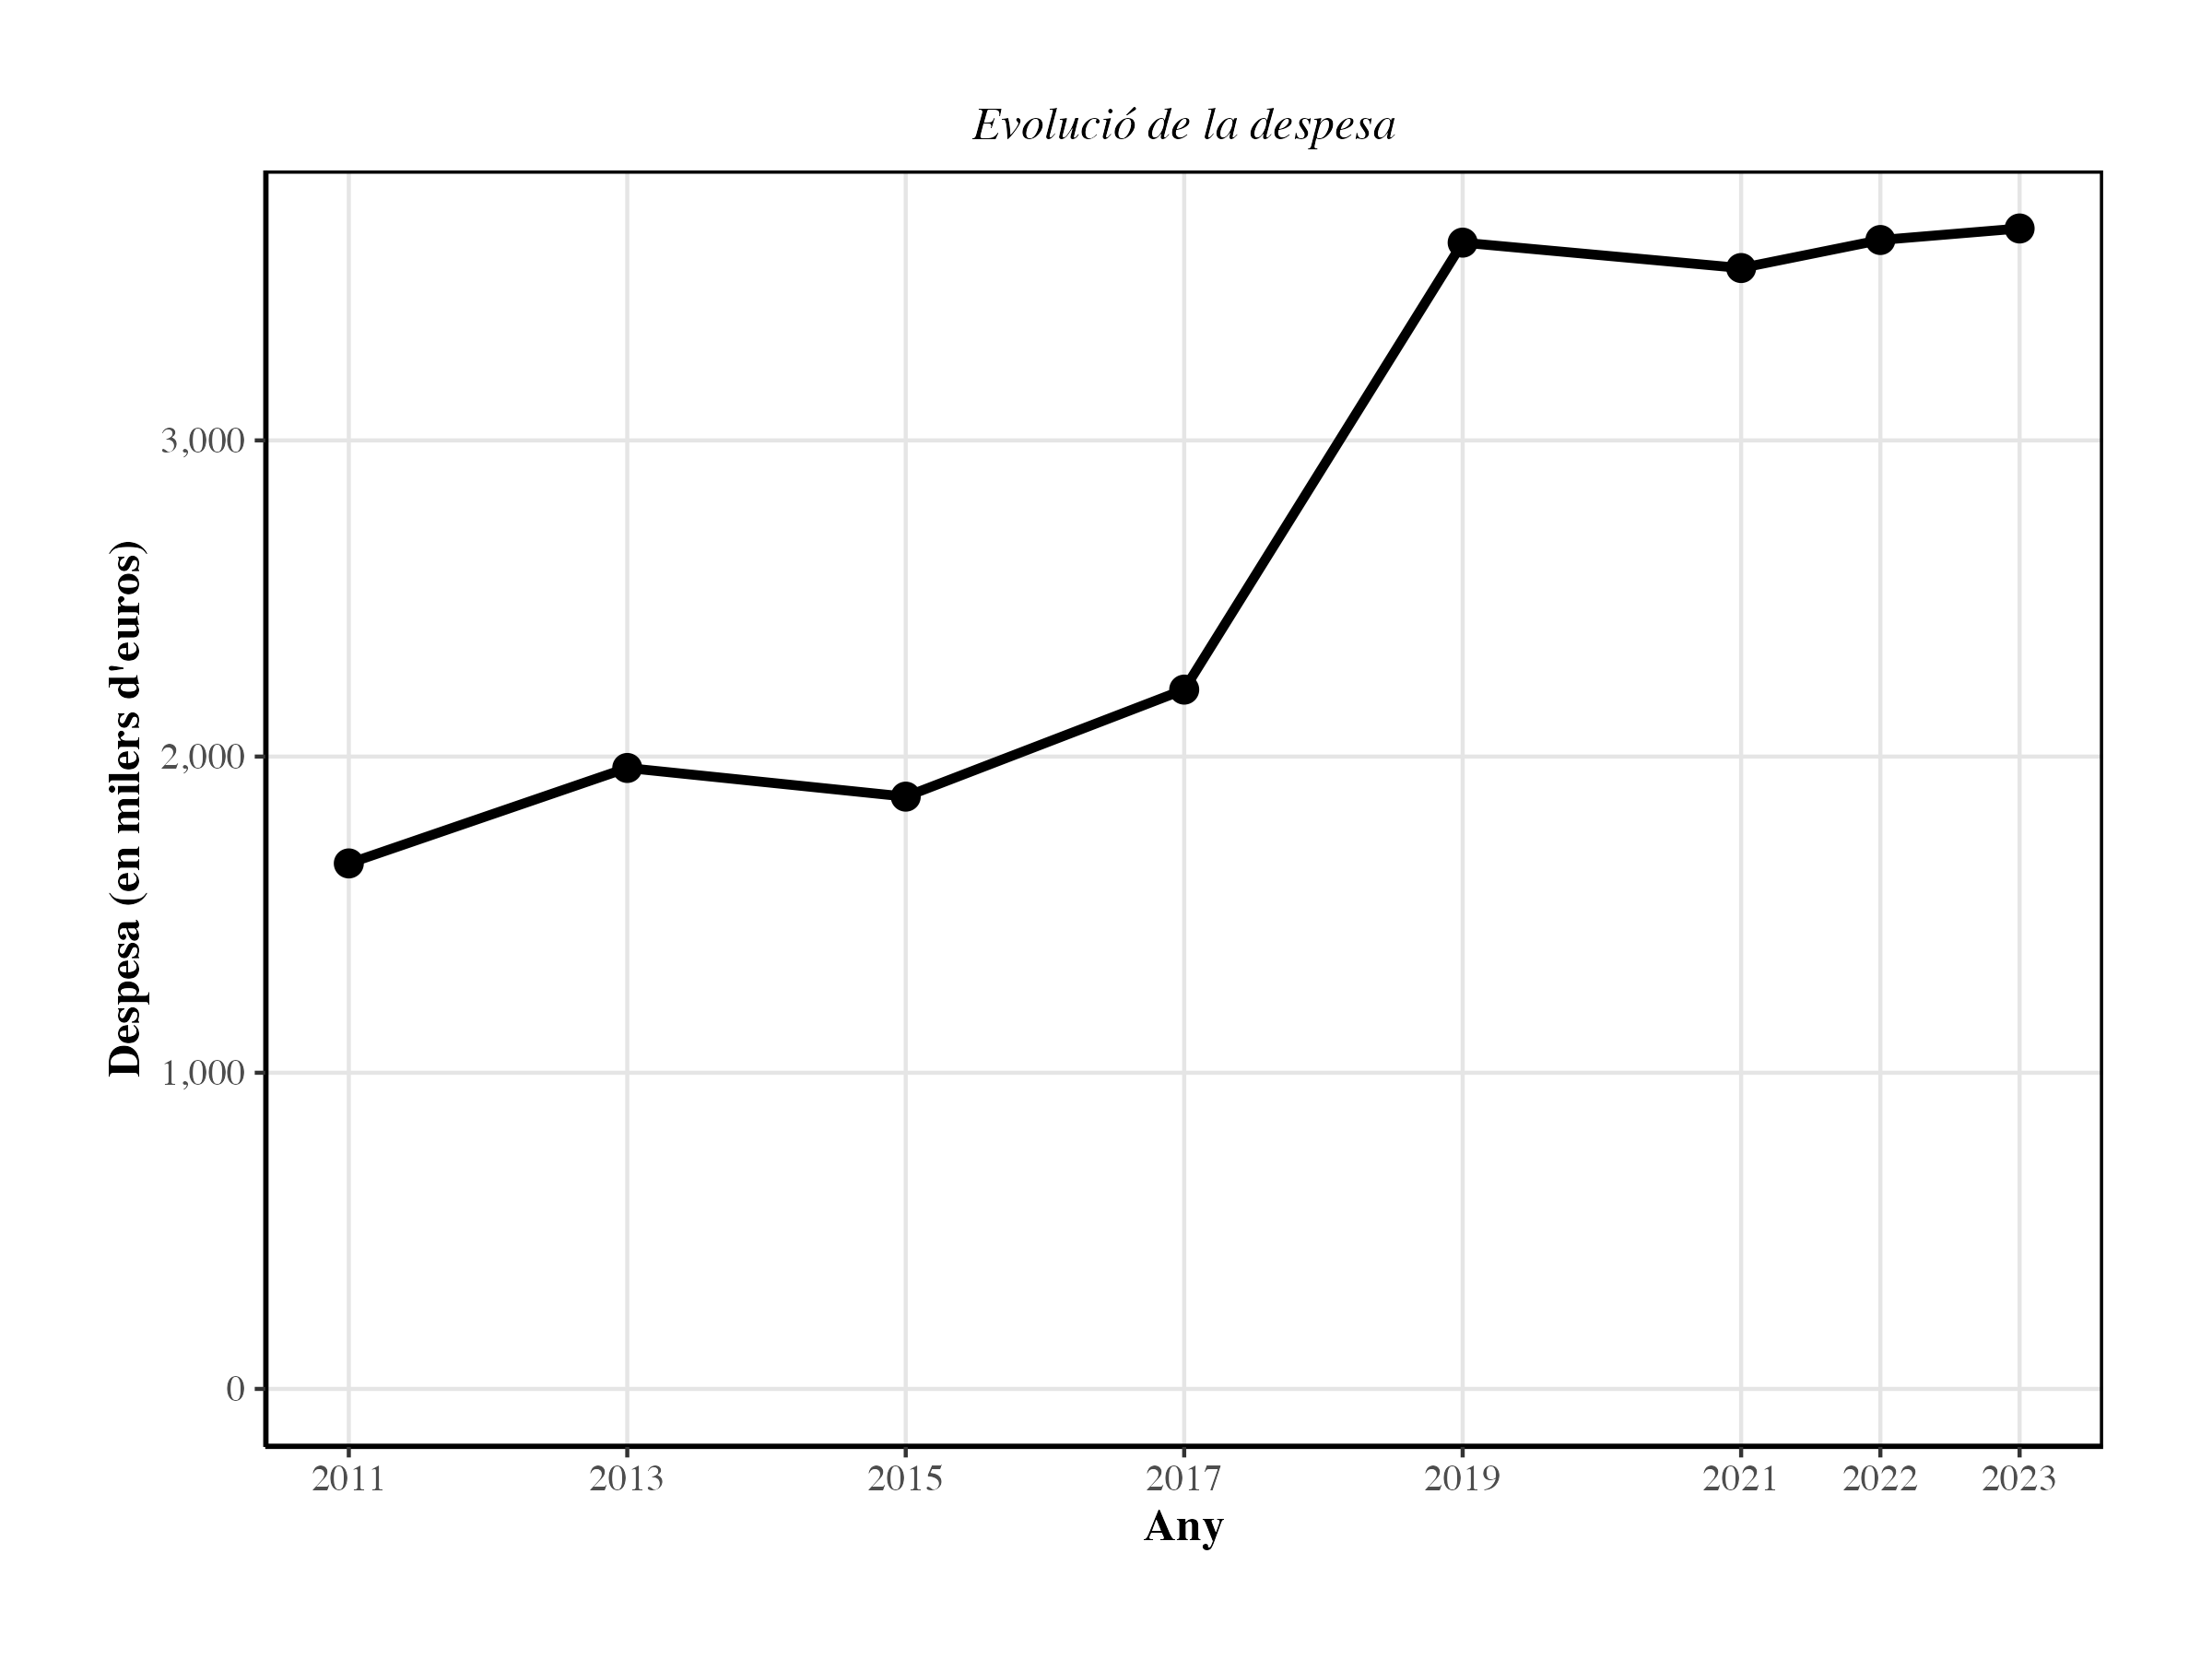 Evolució de la despesa
Despesa (en milers d'euros)
3,000
2,000
1,000
0
2011 2013 2015 2017 2019 2021 2022 2023
Any